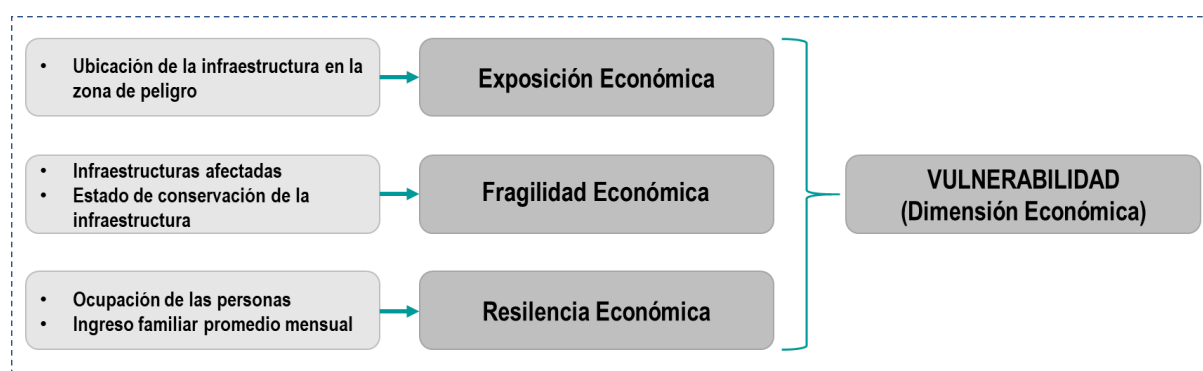 • Ubicación de la infraestructura en la
zona de peligro
Exposición Económica
• Infraestructuras afectadas
• Estado de conservación de la
infraestructura
Fragilidad Económica
• Ocupación de las personas
• Ingreso familiar promedio mensual
Resilencia Económica
VULNERABILIDAD
(Dimensión Económica)